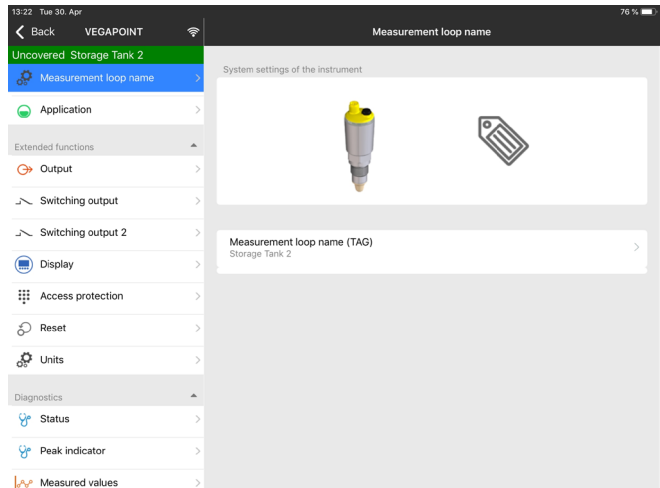 13:22 Tue 30. Apr
76 %
Back VEGAPOINT
Measurement loop name
Uncovered Storage Tank 2
Measurement loop name
Application
Extended functions
Output
Switching output
Switching output 2
Display
Access protection
Reset
Units
Diagnostics
Status
Peak indicator
Measured values
System settings of the instrument
Measurement loop name (TAG)
Storage Tank 2